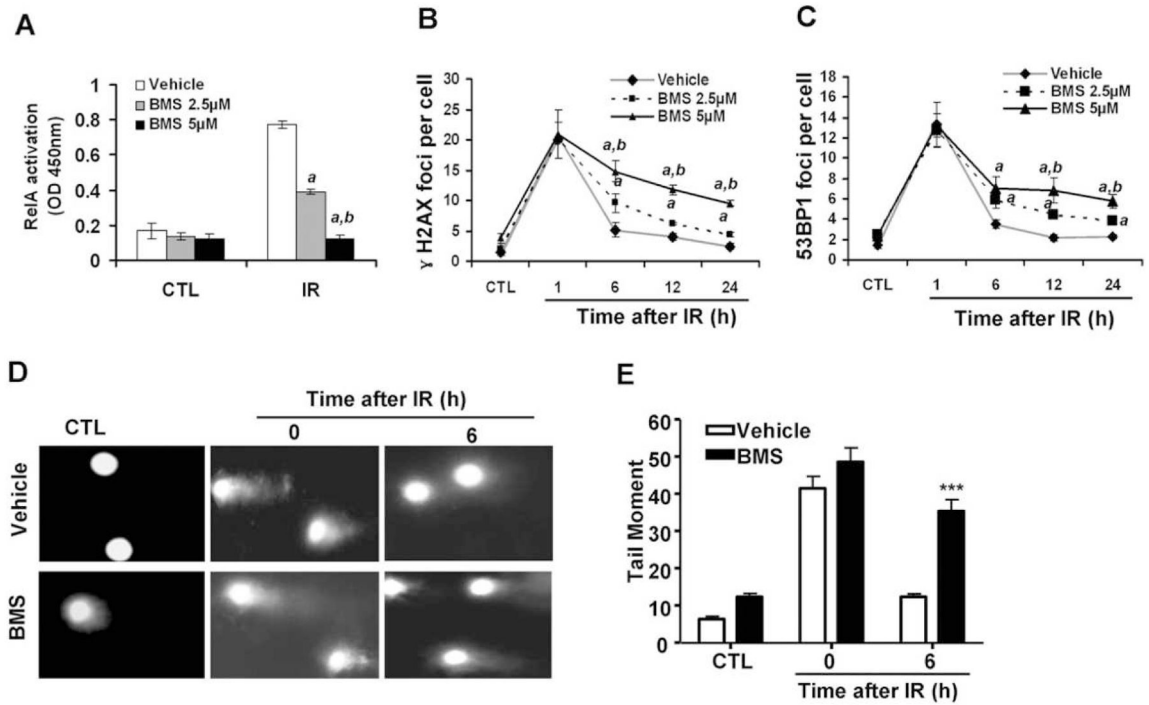 A
RelA activation
(OD 450nm)
1
0.8
0.6
0.4
0.2
0
Vehicle
BMS 2.5µM
BMS 5µM
a
a,b
CTL
IR
B
γ H2AX foci per cell
30
25
20
15
10
5
0
Vehicle
BMS 2.5µM
BMS 5µM
a,b
a
a,b
a
a,b
a
CTL
1
6
12
24
Time after IR (h)
C
53BP1 foci per cell
18
16
14
12
10
8
6
4
2
0
Vehicle
BMS 2.5µM
BMS 5µM
a,b
a
a,b
a
a,b
a
CTL
1
6
12
24
Time after IR (h)
D
Time after IR (h)
CTL
0
6
Vehicle
BMS
E
Tail Moment
60
50
40
30
20
10
0
Vehicle
BMS
***
CTL
0
6
Time after IR (h)